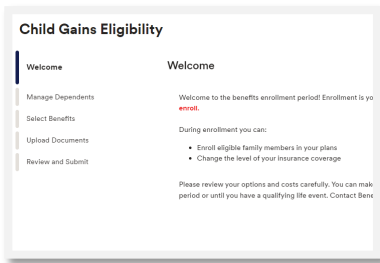 Child Gains Eligibility
Welcome
Manage Dependents
Select Benefits
Upload Documents
Review and Submit
Welcome
Welcome to the benefits enrollment period! Enrollment is yo
enroll.
During enrollment you can:
• Enroll eligible family members in your plans
• Change the level of your insurance coverage
Please review your options and costs carefully. You can mak
period or until you have a qualifying life event. Contact Bene